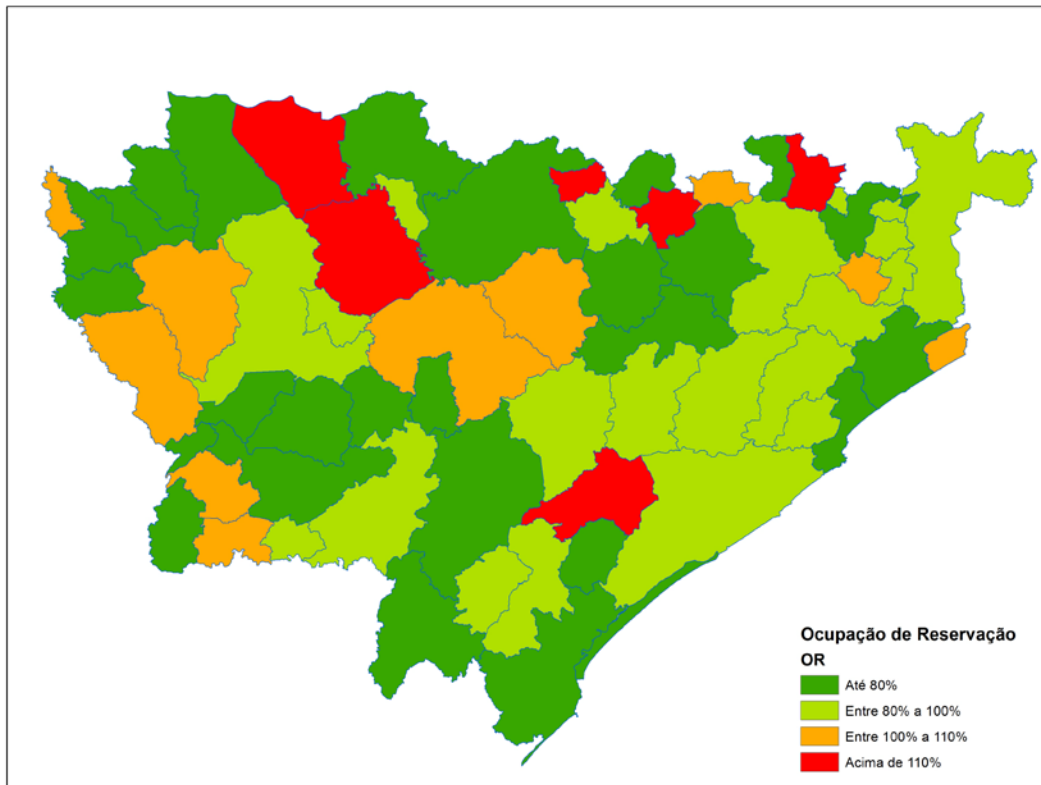 Ocupação de Reservação
OR
Até 80%
Entre 80% a 100%
Entre 100% a 110%
Acima de 110%